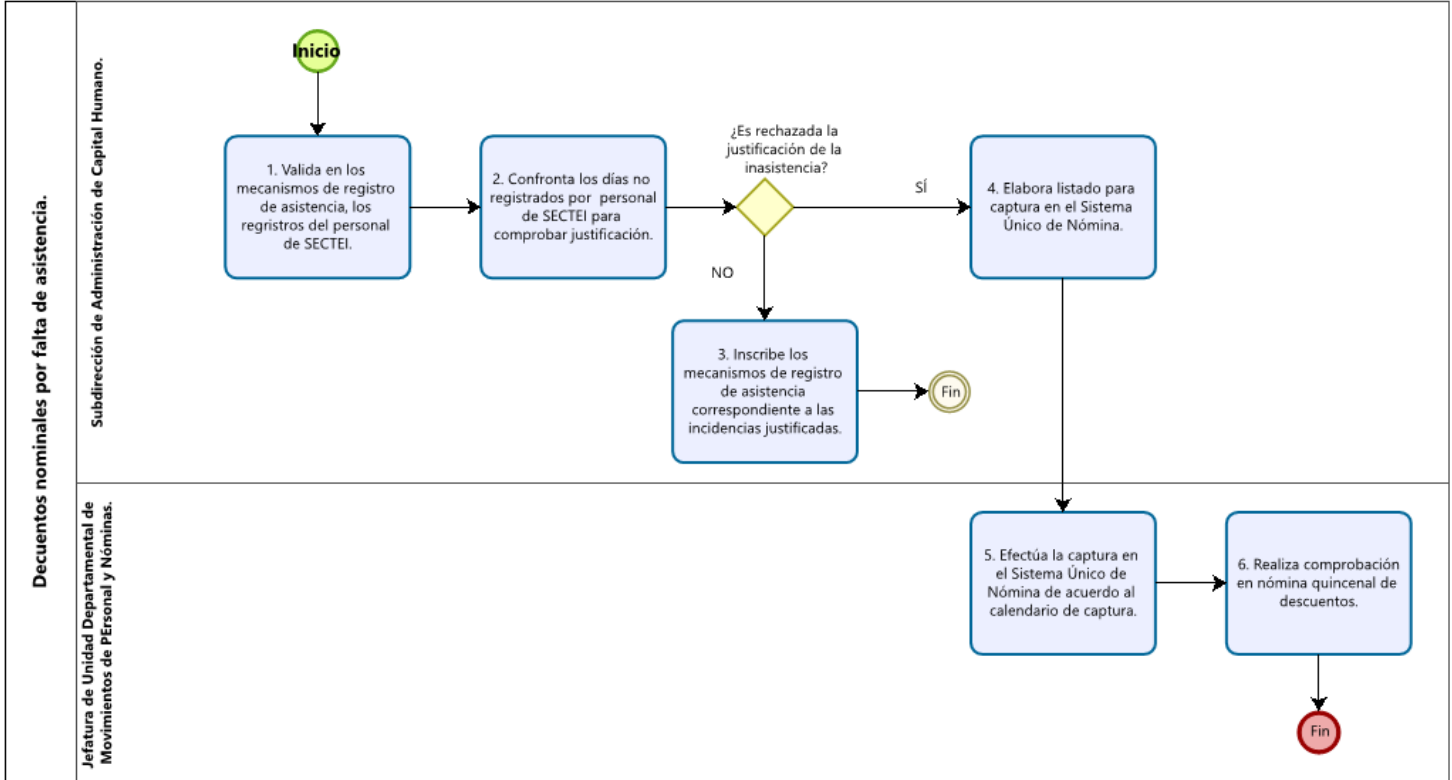 Decuentos nominales por falta de asistencia.
Subdirección de Administración de Capital Humano.
Inicio
1. Valida en los
mecanismos de registro
de asistencia, los
regristros del personal
de SECTEI.
2. Confronta los días no
registrados por personal
de SECTEI para
comprobar justificación.
¿Es rechazada la
justificación de la
inasistencia?
SÍ
4. Elabora listado para
captura en el Sistema
Único de Nómina.
NO
3. Inscribe los
mecanismos de registro
de asistencia
correspondiente a las
incidencias justificadas.
Fin
Jefatura de Unidad Departamental de
Movimientos de PErsonal y Nóminas.
5. Efectúa la captura en
el Sistema Único de
Nómina de acuerdo al
calendario de captura.
6. Realiza comprobación
en nómina quincenal de
descuentos.
Fin